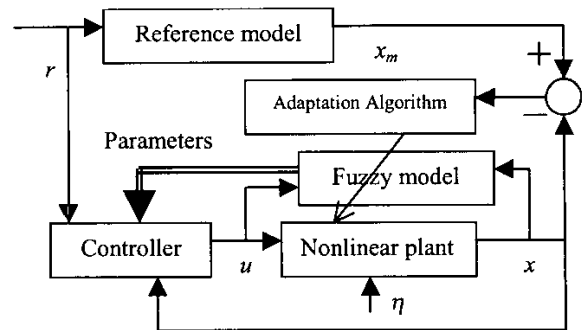 Reference model
r
x_m
+
Adaptation Algorithm
−
Parameters
Fuzzy model
Controller
u
Nonlinear plant
x
η